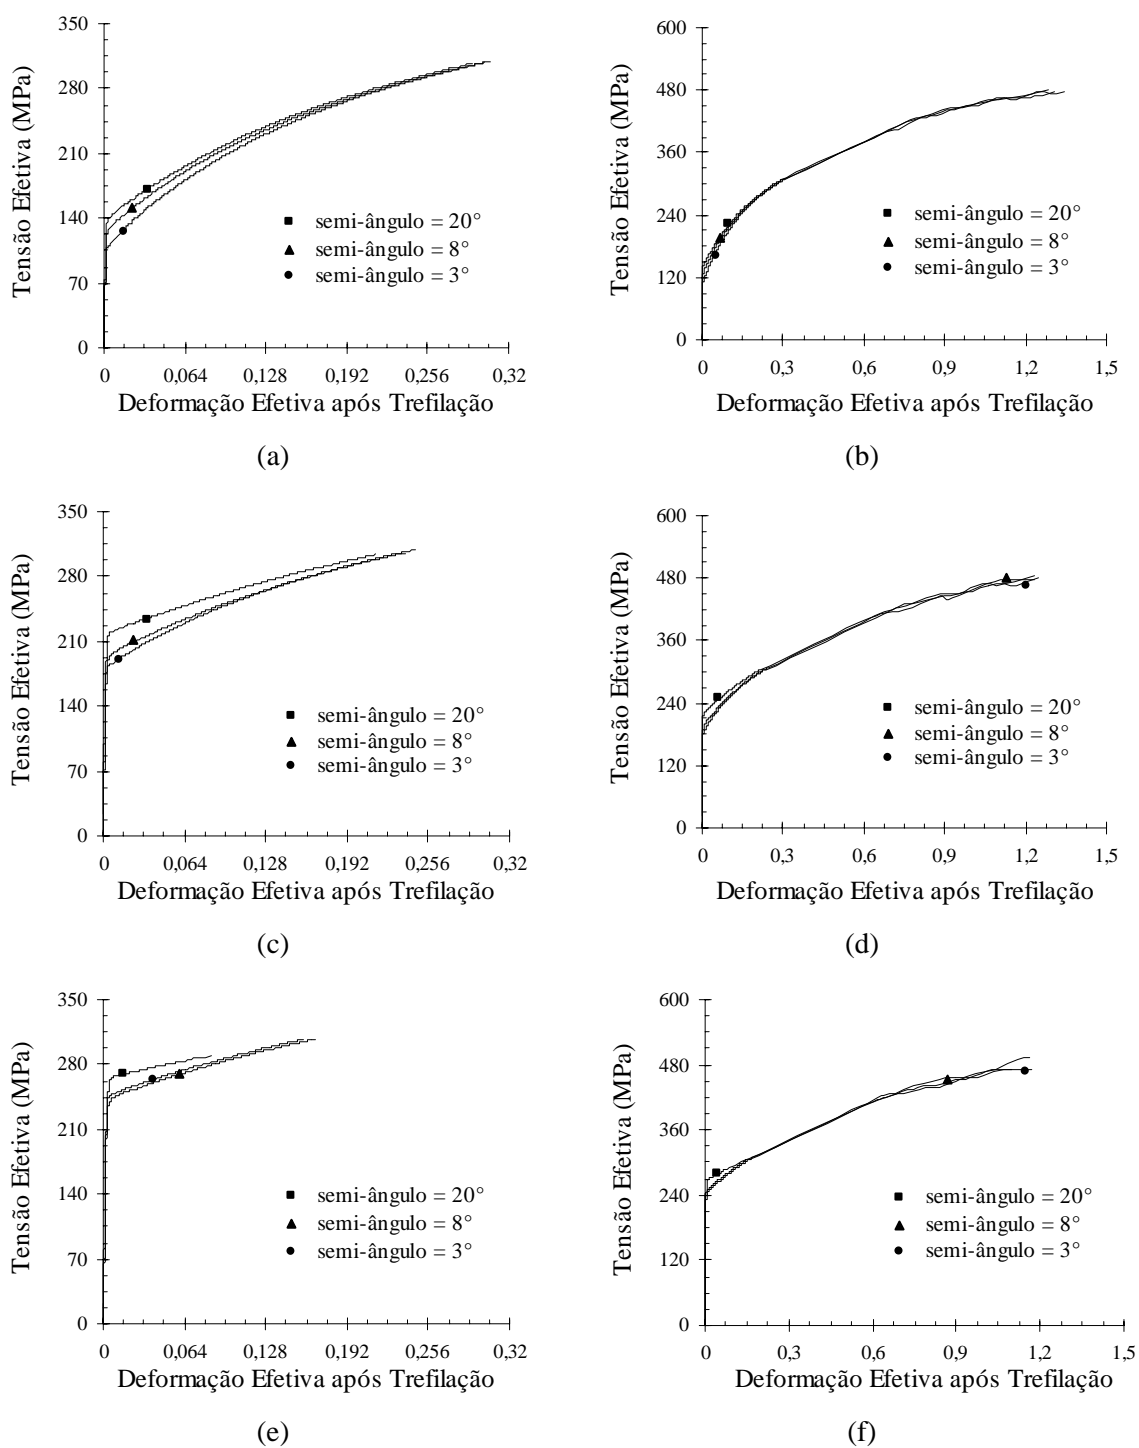 Tensão Efetiva (MPa)
350
280
210
140
70
0
semi-ângulo = 20°
semi-ângulo = 8°
semi-ângulo = 3°
0 0,064 0,128 0,192 0,256 0,32
Deformação Efetiva após Trefilação
(a)
Tensão Efetiva (MPa)
600
480
360
240
120
0
semi-ângulo = 20°
semi-ângulo = 8°
semi-ângulo = 3°
0 0,3 0,6 0,9 1,2 1,5
Deformação Efetiva após Trefilação
(b)
Tensão Efetiva (MPa)
350
280
210
140
70
0
semi-ângulo = 20°
semi-ângulo = 8°
semi-ângulo = 3°
0 0,064 0,128 0,192 0,256 0,32
Deformação Efetiva após Trefilação
(c)
Tensão Efetiva (MPa)
600
480
360
240
120
0
semi-ângulo = 20°
semi-ângulo = 8°
semi-ângulo = 3°
0 0,3 0,6 0,9 1,2 1,5
Deformação Efetiva após Trefilação
(d)
Tensão Efetiva (MPa)
350
280
210
140
70
0
semi-ângulo = 20°
semi-ângulo = 8°
semi-ângulo = 3°
0 0,064 0,128 0,192 0,256 0,32
Deformação Efetiva após Trefilação
(e)
Tensão Efetiva (MPa)
600
480
360
240
120
0
semi-ângulo = 20°
semi-ângulo = 8°
semi-ângulo = 3°
0 0,3 0,6 0,9 1,2 1,5
Deformação Efetiva após Trefilação
(f)